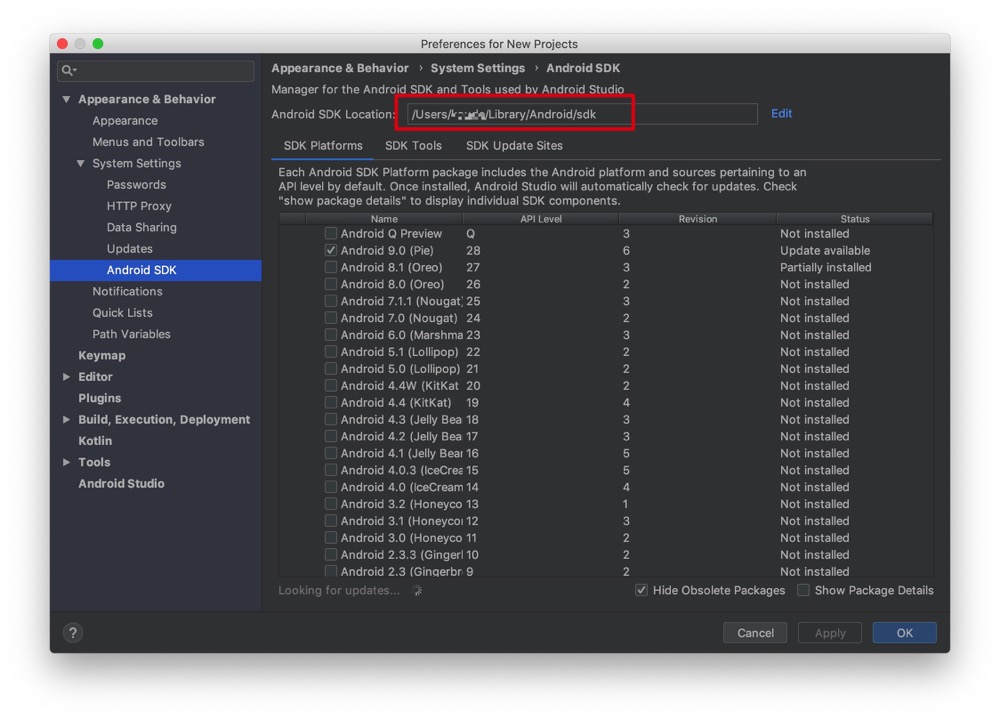 Preferences for New Projects
Appearance & Behavior › System Settings › Android SDK
Manager for the Android SDK and Tools used by Android Studio
Android SDK Location: /Users/ /Library/Android/sdk Edit
SDK Platforms SDK Tools SDK Update Sites
Each Android SDK Platform package includes the Android platform and sources pertaining to an
API level by default. Once installed, Android Studio will automatically check for updates. Check
"show package details" to display individual SDK components.
Name API Level Revision Status
Android Q Preview Q 3 Not installed
Android 9.0 (Pie) 28 6 Update available
Android 8.1 (Oreo) 27 3 Partially installed
Android 8.0 (Oreo) 26 2 Not installed
Android 7.1.1 (Nougat) 25 3 Not installed
Android 7.0 (Nougat) 24 2 Not installed
Android 6.0 (Marshma 23 3 Not installed
Android 5.1 (Lollipop) 22 2 Not installed
Android 5.0 (Lollipop) 21 2 Not installed
Android 4.4W (KitKat 20 2 Not installed
Android 4.4 (KitKat) 19 4 Not installed
Android 4.3 (Jelly Bea 18 3 Not installed
Android 4.2 (Jelly Bea 17 3 Not installed
Android 4.1 (Jelly Bear 16 5 Not installed
Android 4.0.3 (IceCrea 15 5 Not installed
Android 4.0 (IceCream 14 4 Not installed
Android 3.2 (Honeyco 13 1 Not installed
Android 3.1 (Honeycor 12 3 Not installed
Android 3.0 (Honeyco 11 2 Not installed
Android 2.3.3 (Gingerl 10 2 Not installed
Android 2.3 (Gingerbr 9 2 Not installed
Looking for updates... Hide Obsolete Packages Show Package Details
Appearance & Behavior
Appearance
Menus and Toolbars
System Settings
Passwords
HTTP Proxy
Data Sharing
Updates
Android SDK
Notifications
Quick Lists
Path Variables
Keymap
Editor
Plugins
Build, Execution, Deployment
Kotlin
Tools
Android Studio
? Cancel Apply OK